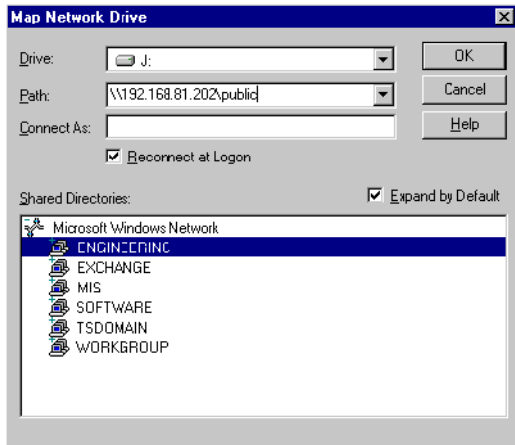 Map Network Drive
Drive: J: OK
Path: \\192.168.81.202\public Cancel
Connect As: Help
Reconnect at Logon
Shared Directories: Expand by Default
Microsoft Windows Network
ENGINEERING
EXCHANGE
MIS
SOFTWARE
TSDOMAIN
WORKGROUP